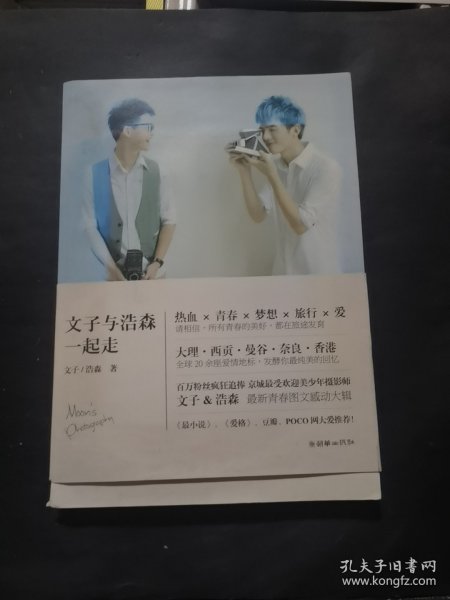 文子与浩森
一起走
文子/浩森 著
Moon's
photography
热血×青春×梦想×旅行×爱
请相信,所有青春的美好,都在旅途发育
大理·西贡·曼谷·奈良·香港
全球20余座爱情地标,发酵你最纯美的回忆
百万粉丝疯狂追捧 京城最受欢迎美少年摄影师
文子&浩森 最新青春图文感动大辑
《最小说》、《爱格》、豆瓣、POCO网大爱推荐!
孔夫子旧书网
www.kongfz.com